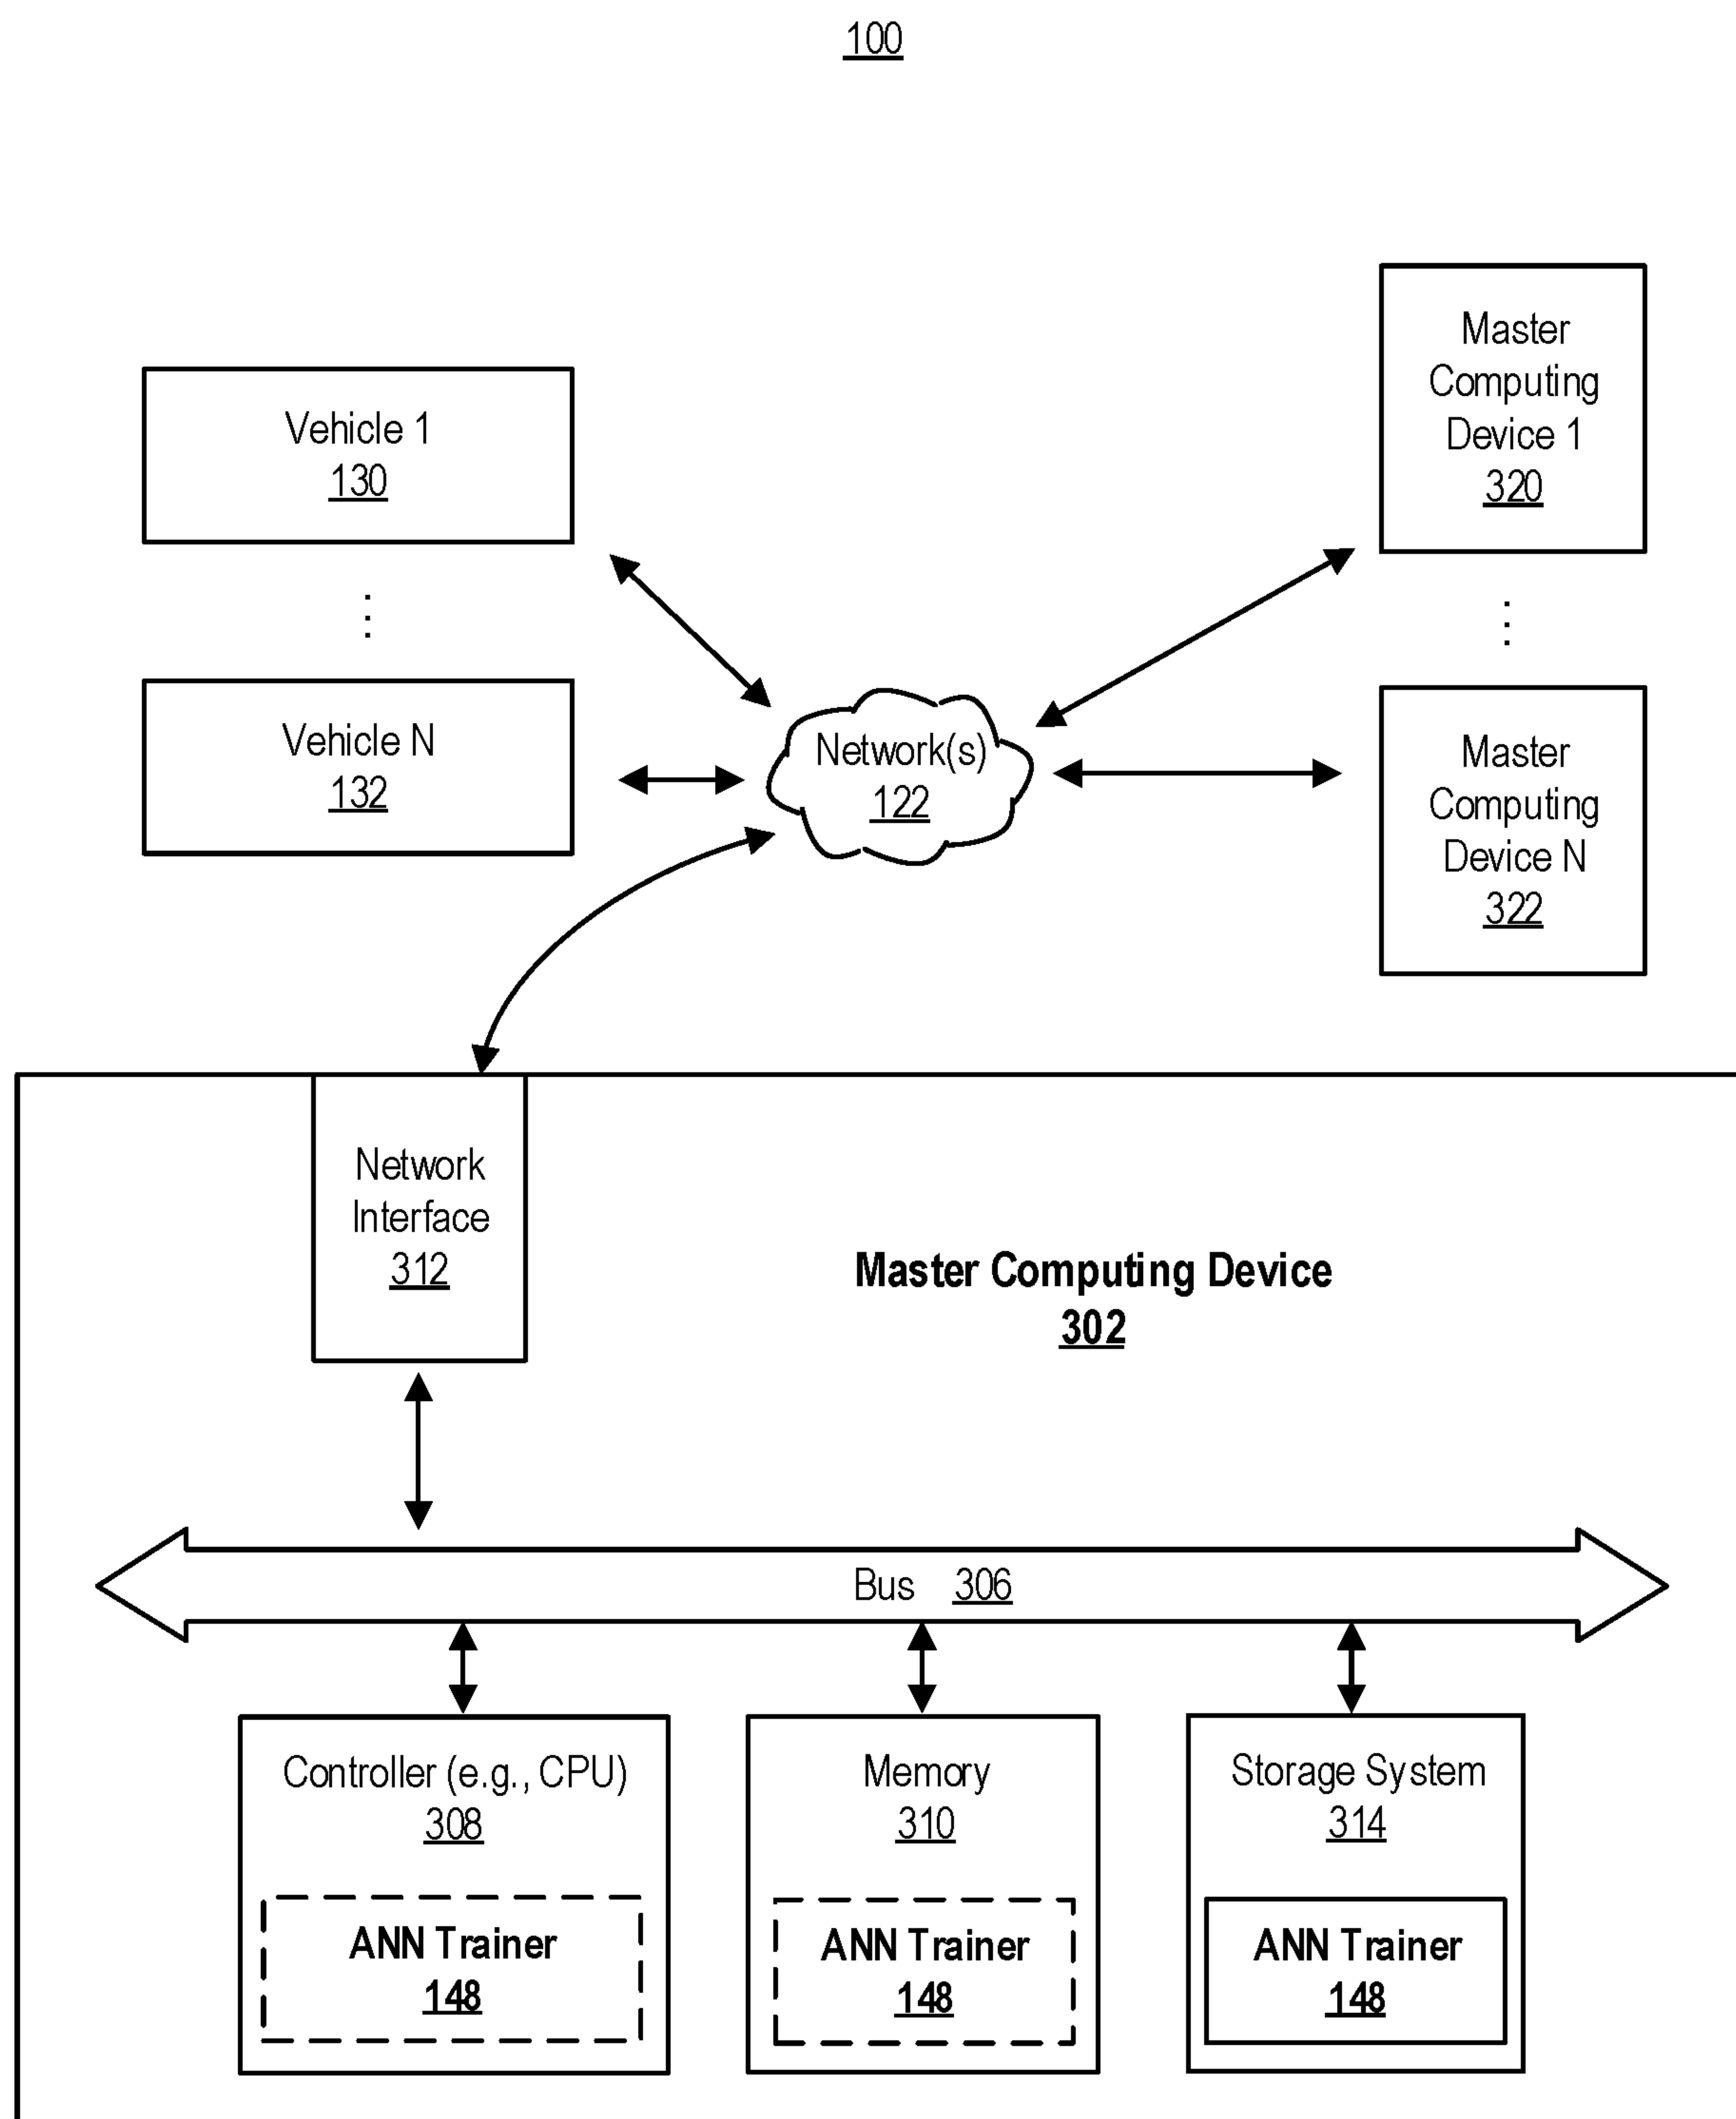 100
Vehicle 1
130
Vehicle N
132
Network(s)
122
Master
Computing
Device 1
320
Master
Computing
Device N
322
Network
Interface
312
Master Computing Device
302
Bus 306
Controller (e.g., CPU)
308
ANN Trainer
148
Memory
310
ANN Trainer
148
Storage System
314
ANN Trainer
148